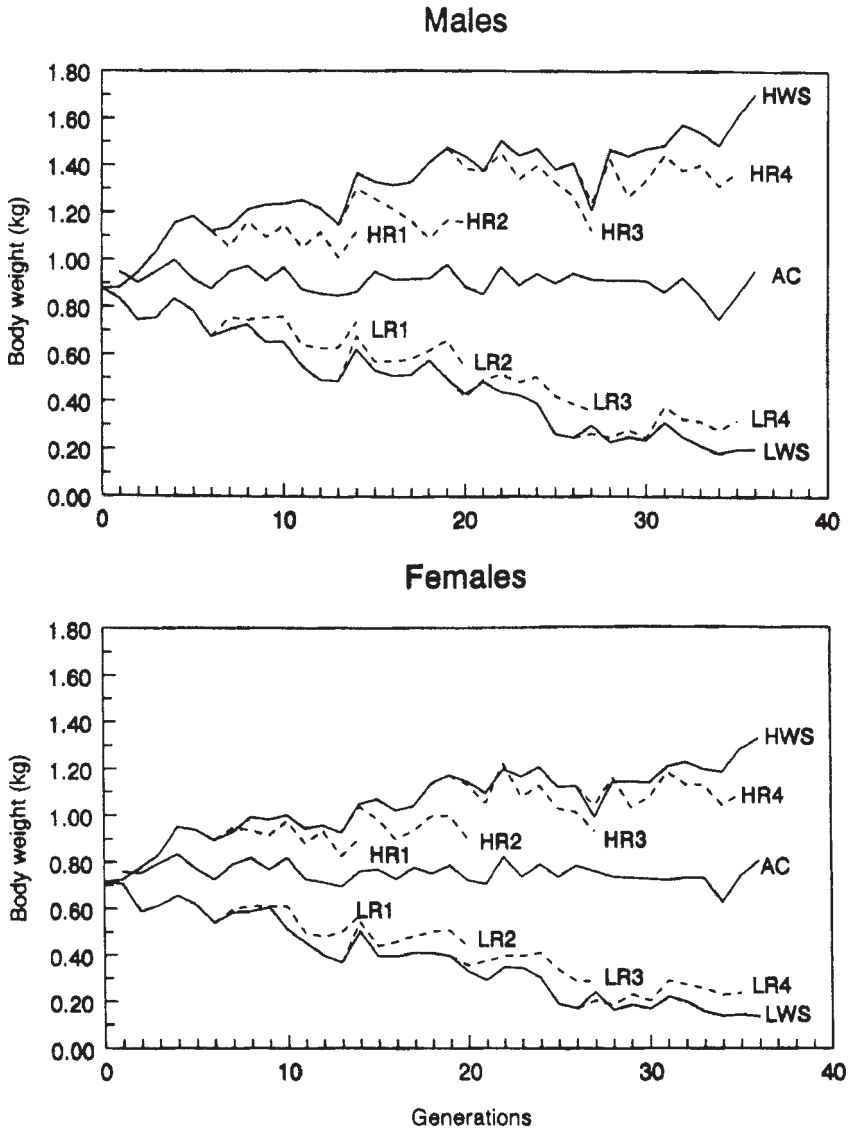 Males
1.80
1.60
1.40
1.20
1.00
0.80
0.60
0.40
0.20
0.00
Body weight (kg)
HWS
HR4
HR1
HR2
HR3
AC
LR1
LR2
LR3
LR4
LWS
0
10
20
30
40
Females
1.80
1.60
1.40
1.20
1.00
0.80
0.60
0.40
0.20
0.00
Body weight (kg)
HWS
HR4
HR1
HR2
HR3
AC
LR1
LR2
LR3
LR4
LWS
0
10
20
30
40
Generations